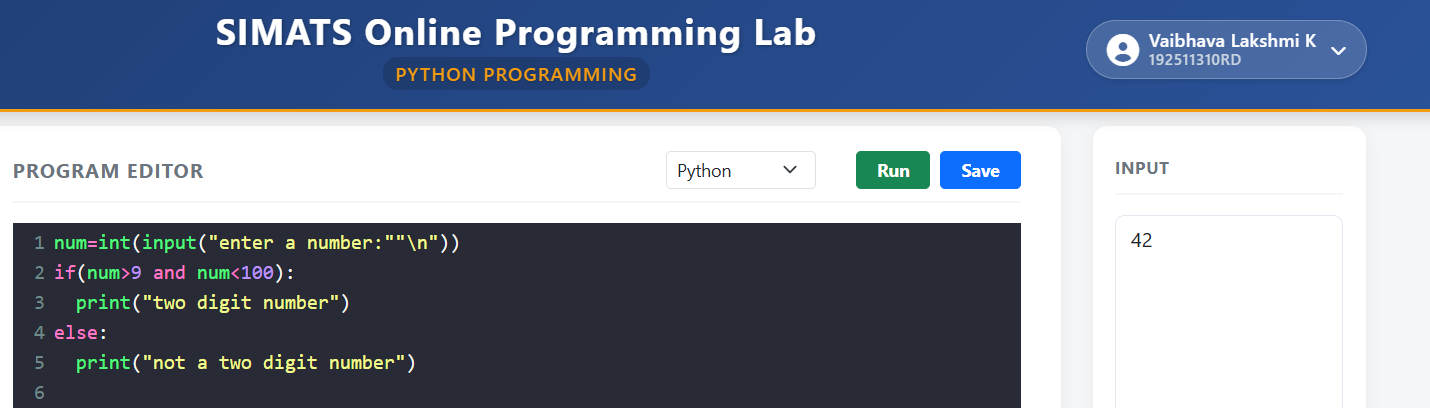 SIMATS Online Programming Lab
PYTHON PROGRAMMING
Vaibhava Lakshmi K
192511310RD
PROGRAM EDITOR
Python
Run
Save
1 num=int(input("enter a number:""\n"))
2 if(num>9 and num<100):
3   print("two digit number")
4 else:
5   print("not a two digit number")
6
INPUT
42